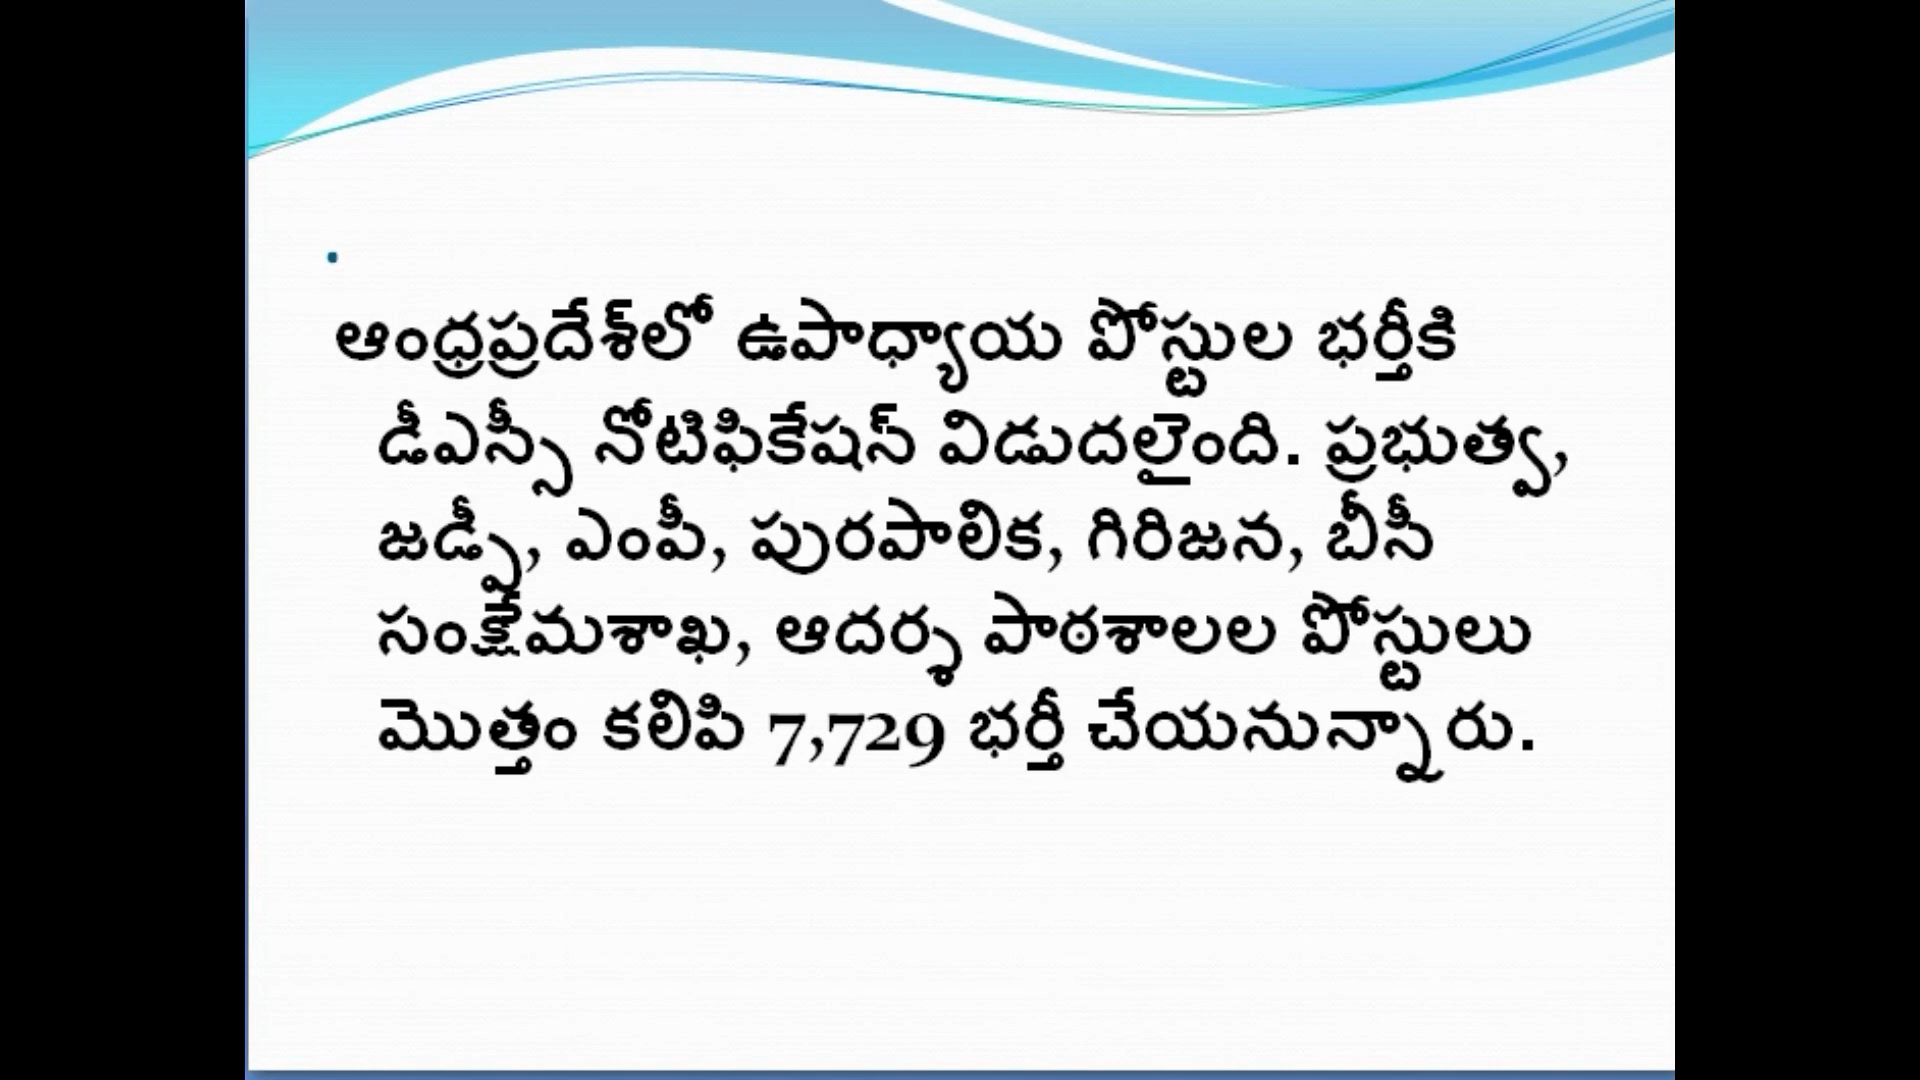 ఆంధ్రప్రదేశ్‌లో ఉపాధ్యాయ పోస్టుల భర్తీకి
డీఎస్సీ నోటిఫికేషన్ విడుదలైంది. ప్రభుత్వ,
జడ్పీ, ఎంపీ, పురపాలిక, గిరిజన, బీసీ
సంక్షేమశాఖ, ఆదర్శ పాఠశాలల పోస్టులు
మొత్తం కలిపి 7,729 భర్తీ చేయనున్నారు.